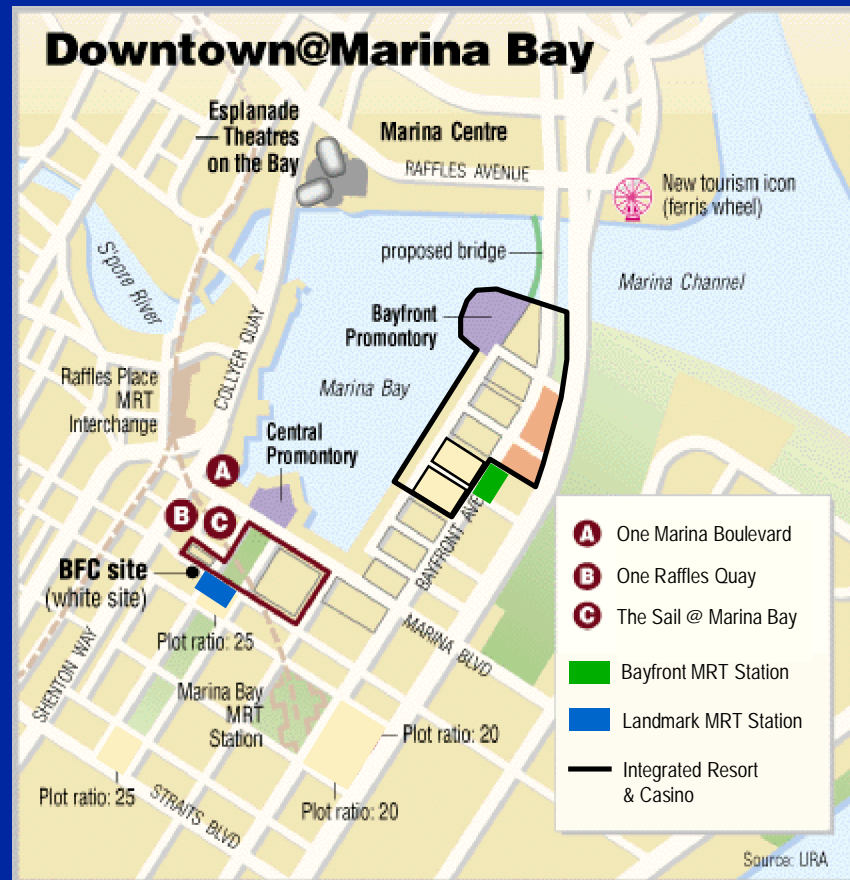 Downtown@Marina Bay
Esplanade
Theatres
on the Bay
Marina Centre
RAFFLES AVENUE
New tourism icon
(ferris wheel)
proposed bridge
S'pore River
Marina Channel
COLLYER QUAY
Bayfront
Promontory
Raffles Place
MRT
Interchange
Marina Bay
Central
Promontory
A
B
C
BAYFRONT AVE
BFC site
(white site)
Plot ratio: 25
MARINA BLVD
SHENTON WAY
Marina Bay
MRT
Station
Plot ratio: 20
Plot ratio: 25
STRAITS BLVD
Plot ratio: 20
A One Marina Boulevard
B One Raffles Quay
C The Sail @ Marina Bay
Bayfront MRT Station
Landmark MRT Station
Integrated Resort
& Casino
Source: URA